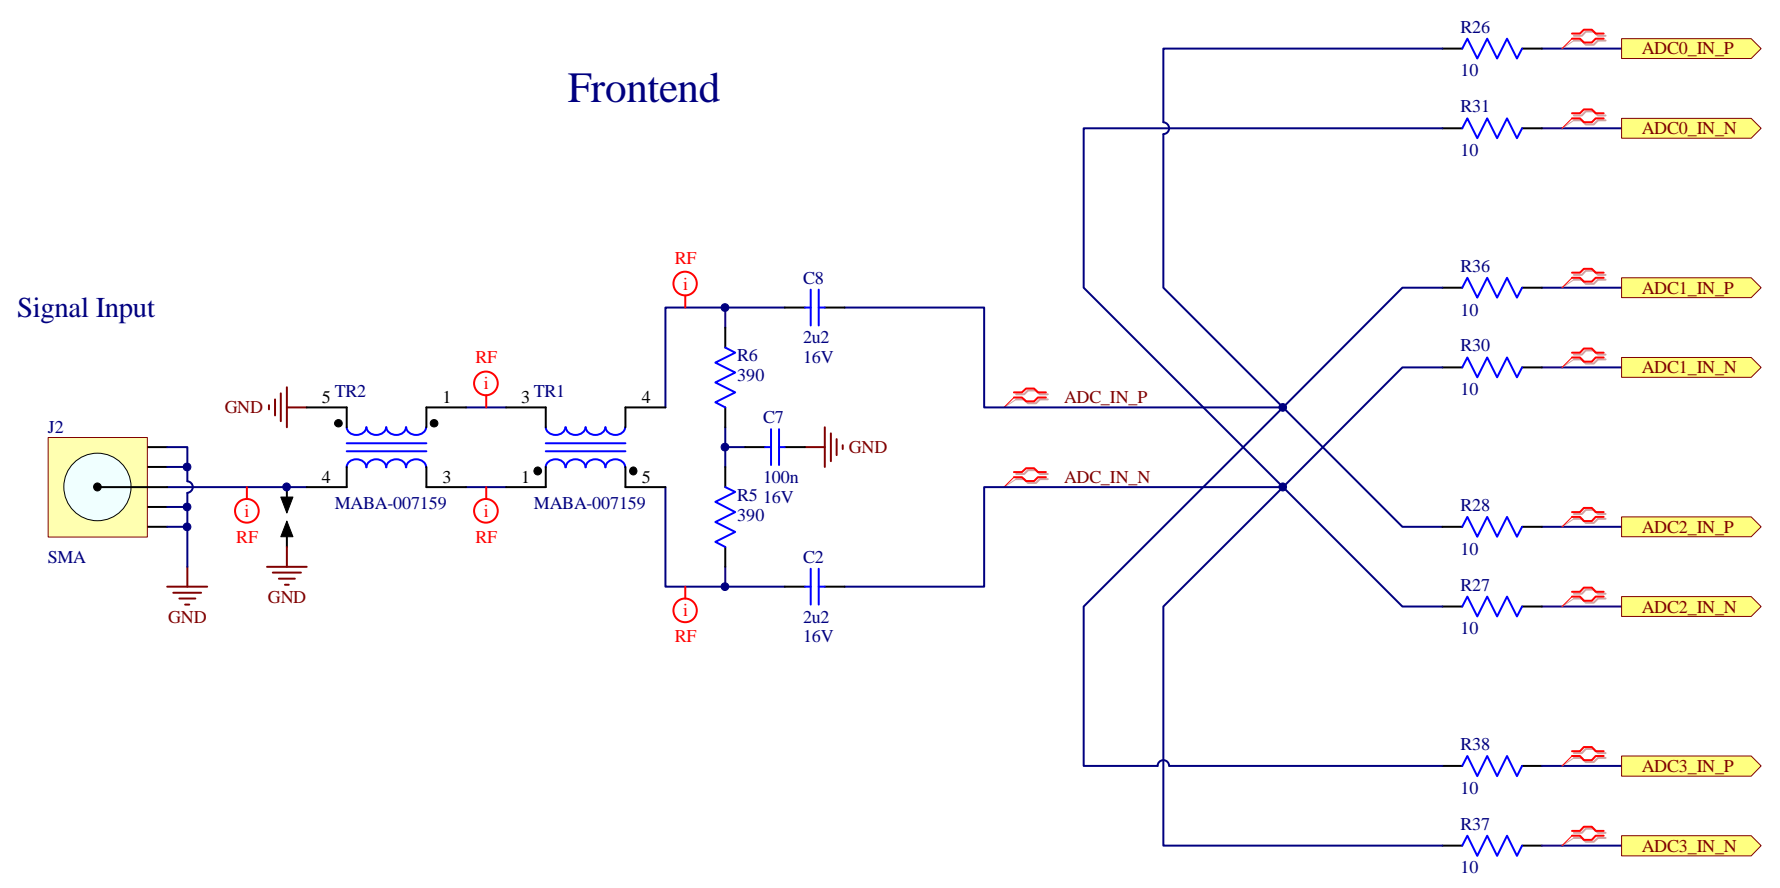 Frontend
Signal Input
J2
SMA
GND
RF
i
GND
GND
5
TR2
1
4
3
MABA-007159
RF
i
i
RF
3
TR1
4
1
5
MABA-007159
RF
i
i
RF
R6
390
R5
390
C7
100n
16V
GND
C8
2u2
16V
C2
2u2
16V
ADC_IN_P
ADC_IN_N
R26
10
ADC0_IN_P
R31
10
ADC0_IN_N
R36
10
ADC1_IN_P
R30
10
ADC1_IN_N
R28
10
ADC2_IN_P
R27
10
ADC2_IN_N
R38
10
ADC3_IN_P
R37
10
ADC3_IN_N